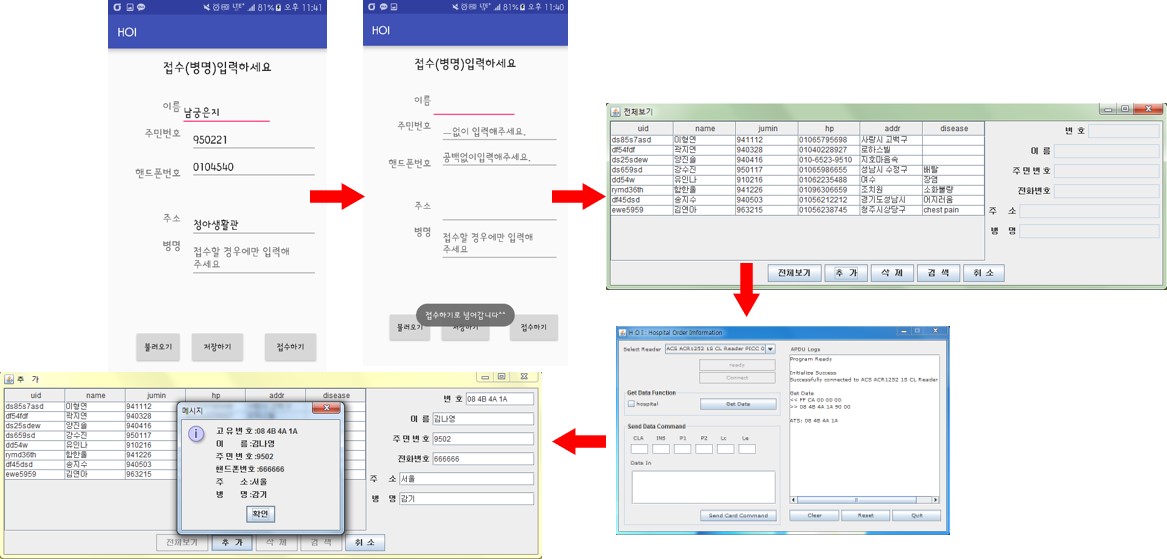 81% 오후 11:41
HOI
접수(병명)입력하세요
이름 남궁은지
주민번호 950221
핸드폰번호 0104540
주소 정아생활관
병명 접수할 경우에만 입력해
주세요
불러오기 저장하기 접수하기
81% 오후 11:40
HOI
접수(병명)입력하세요
이름
주민번호 __없이 입력해주세요.
핸드폰번호 공백없이입력해주세요.
주소
병명 접수할 경우에만 입력해
주세요
접수하기로 넘어갑니다^^
불러오기 저장하기 접수하기
전체보기
uid name jumin hp addr disease
ds85s7asd 이형연 941112 01065795698 사랑시 고백구
df54fdf 곽지연 940328 01040228927 로하스빌
ds25sdew 양진솔 940416 010-6523-9510 지호마음속
ds659sd 강수진 950117 01065986655 성남시 수정구 배탈
dd54w 유인나 910216 01062235488 여수 장염
rymd36th 합한솔 941226 01096306659 조치원 소화불량
df45dsd 송지수 940503 01056212212 경기도성남시 어지러움
ewe5959 김연아 963215 01056238745 청주시상당구 chest pain
번 호
이 름
주 민 번 호
전화번호
주 소
병 명
전체보기 추 가 삭 제 검 색 취 소
H O I : Hospital Order Imformation
Select Reader ACS ACR1252 1S CL Reader PICC 0
ready
Connect
Get Data Function
hospital Get Data
Send Data Command
CLA INS P1 P2 Lc Le
Data In
Send Card Command
APDU Logs
Program Ready
Initialize Success
Successfully connected to ACS ACR1252 1S CL Reader
Get Data
<< FF CA 00 00 00
>> 08 4B 4A 1A 90 00
ATS: 08 4B 4A 1A
Clear Reset Quit
추 가
uid name jumin addr disease
ds85s7asd 이형연 941112
df54fdf 곽지연 940328
ds25sdew 양진솔 940416
ds659sd 강수진 950117
dd54w 유인나 910216
rymd36th 합한솔 941226
df45dsd 송지수 940503
ewe5959 김연아 963215
메시지
고 유 번 호 :08 4B 4A 1A
이 름 :김나영
주 민 번 호 :9502
핸드폰번호 :666666
주 소 :서울
병 명 :감기
확인
번 호 08 4B 4A 1A
이 름 김나영
주 민 번 호 9502
전화번호 666666
주 소 서울
병 명 감기
전체보기 추 가 삭 제 검 색 취 소